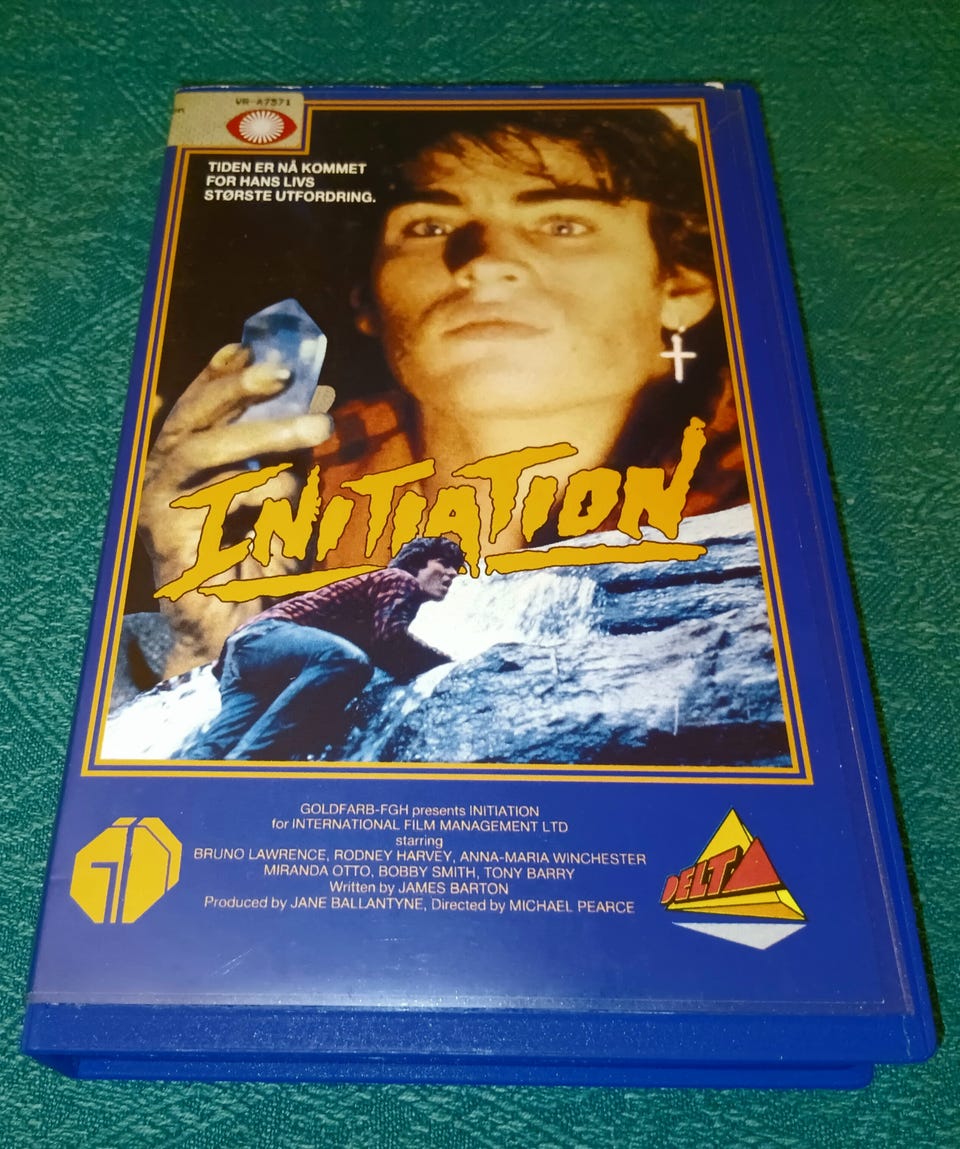 VR-A7571
TIDEN ER NÅ KOMMET
FOR HANS LIVS
STØRSTE UTFORDRING.
INITIATION
GOLDFARB-FGH presents INITIATION
for INTERNATIONAL FILM MANAGEMENT LTD
starring
BRUNO LAWRENCE, RODNEY HARVEY, ANNA-MARIA WINCHESTER
MIRANDA OTTO, BOBBY SMITH, TONY BARRY
Written by JAMES BARTON
Produced by JANE BALLANTYNE, Directed by MICHAEL PEARCE
DELTA